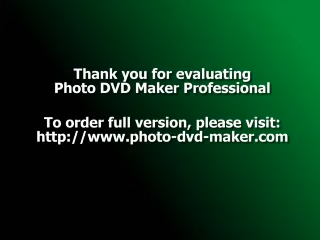 Thank you for evaluating
Photo DVD Maker Professional
To order full version, please visit:
http://www.photo-dvd-maker.com